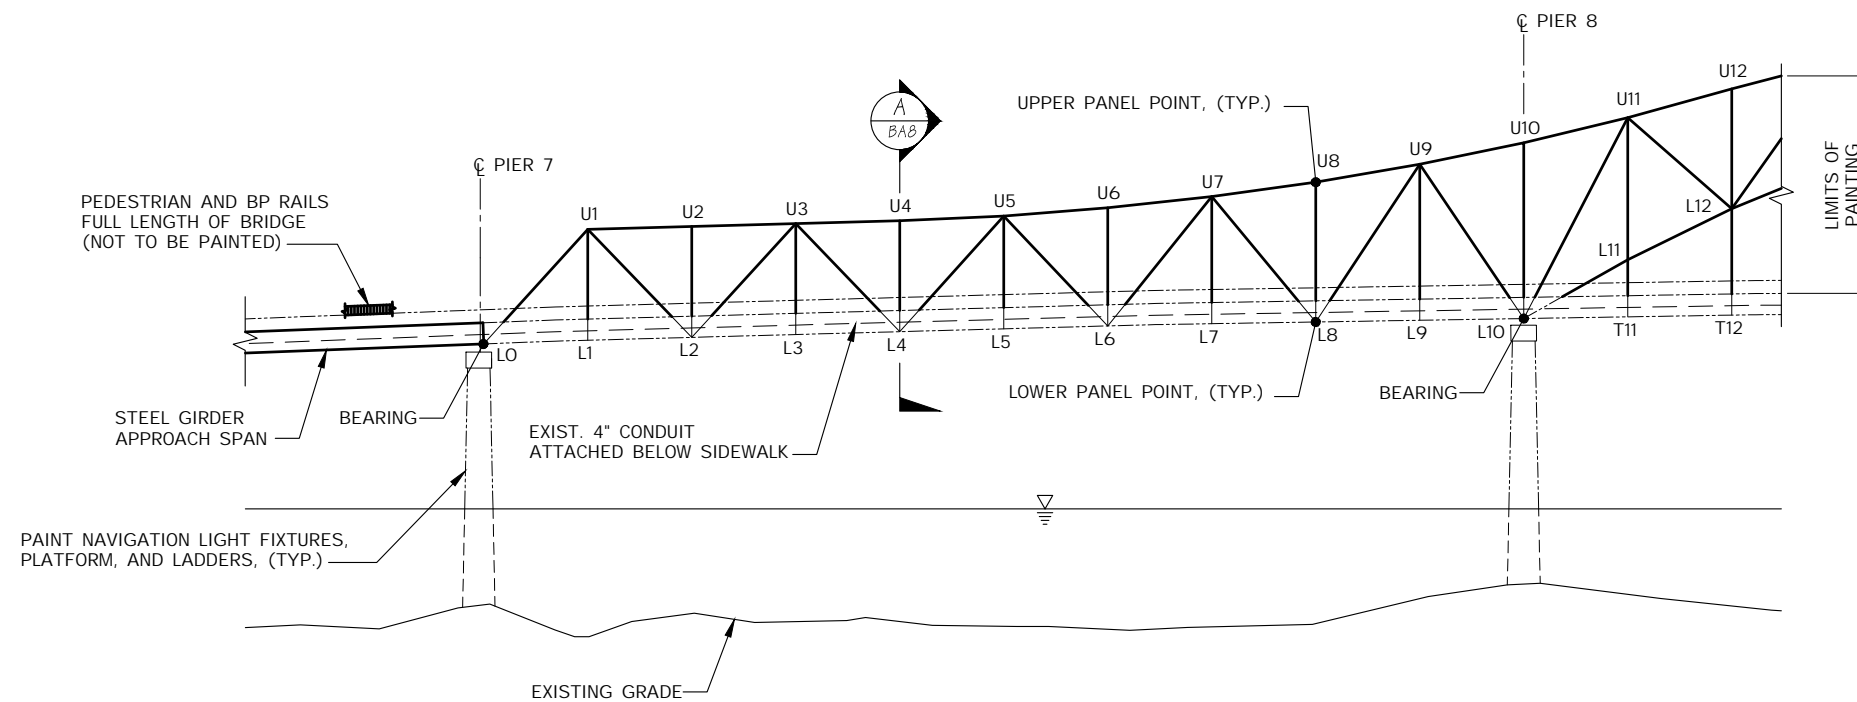 ℄ PIER 8
U12
UPPER PANEL POINT, (TYP.)
U11
A
BA8
U10
U9
U8
℄ PIER 7
LIMITS OF
PAINTING
PEDESTRIAN AND BP RAILS
FULL LENGTH OF BRIDGE
(NOT TO BE PAINTED)
U1
U2
U3
U4
U5
U6
U7
L12
L11
L0
L1
L2
L3
L4
L5
L6
L7
L8
L9
L10
T11
T12
STEEL GIRDER
APPROACH SPAN
BEARING
EXIST. 4" CONDUIT
ATTACHED BELOW SIDEWALK
LOWER PANEL POINT, (TYP.)
BEARING
PAINT NAVIGATION LIGHT FIXTURES,
PLATFORM, AND LADDERS, (TYP.)
EXISTING GRADE